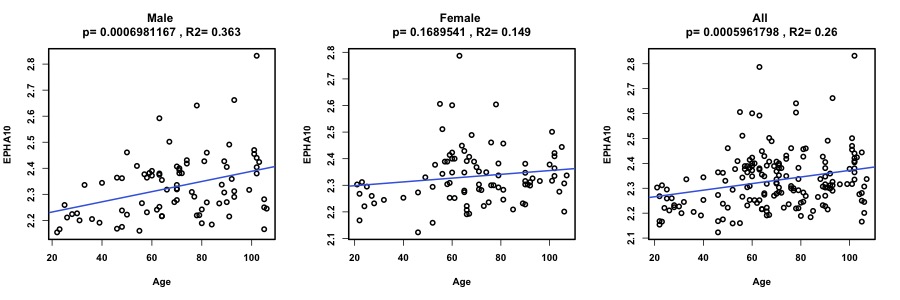 Male
p= 0.0006981167 , R2= 0.363
EPHA10
2.8
2.7
2.6
2.5
2.4
2.3
2.2
20 40 60 80 100
Age
Female
p= 0.1689541 , R2= 0.149
EPHA10
2.8
2.7
2.6
2.5
2.4
2.3
2.2
2.1
20 40 60 80 100
Age
All
p= 0.0005961798 , R2= 0.26
EPHA10
2.8
2.7
2.6
2.5
2.4
2.3
2.2
2.1
20 40 60 80 100
Age